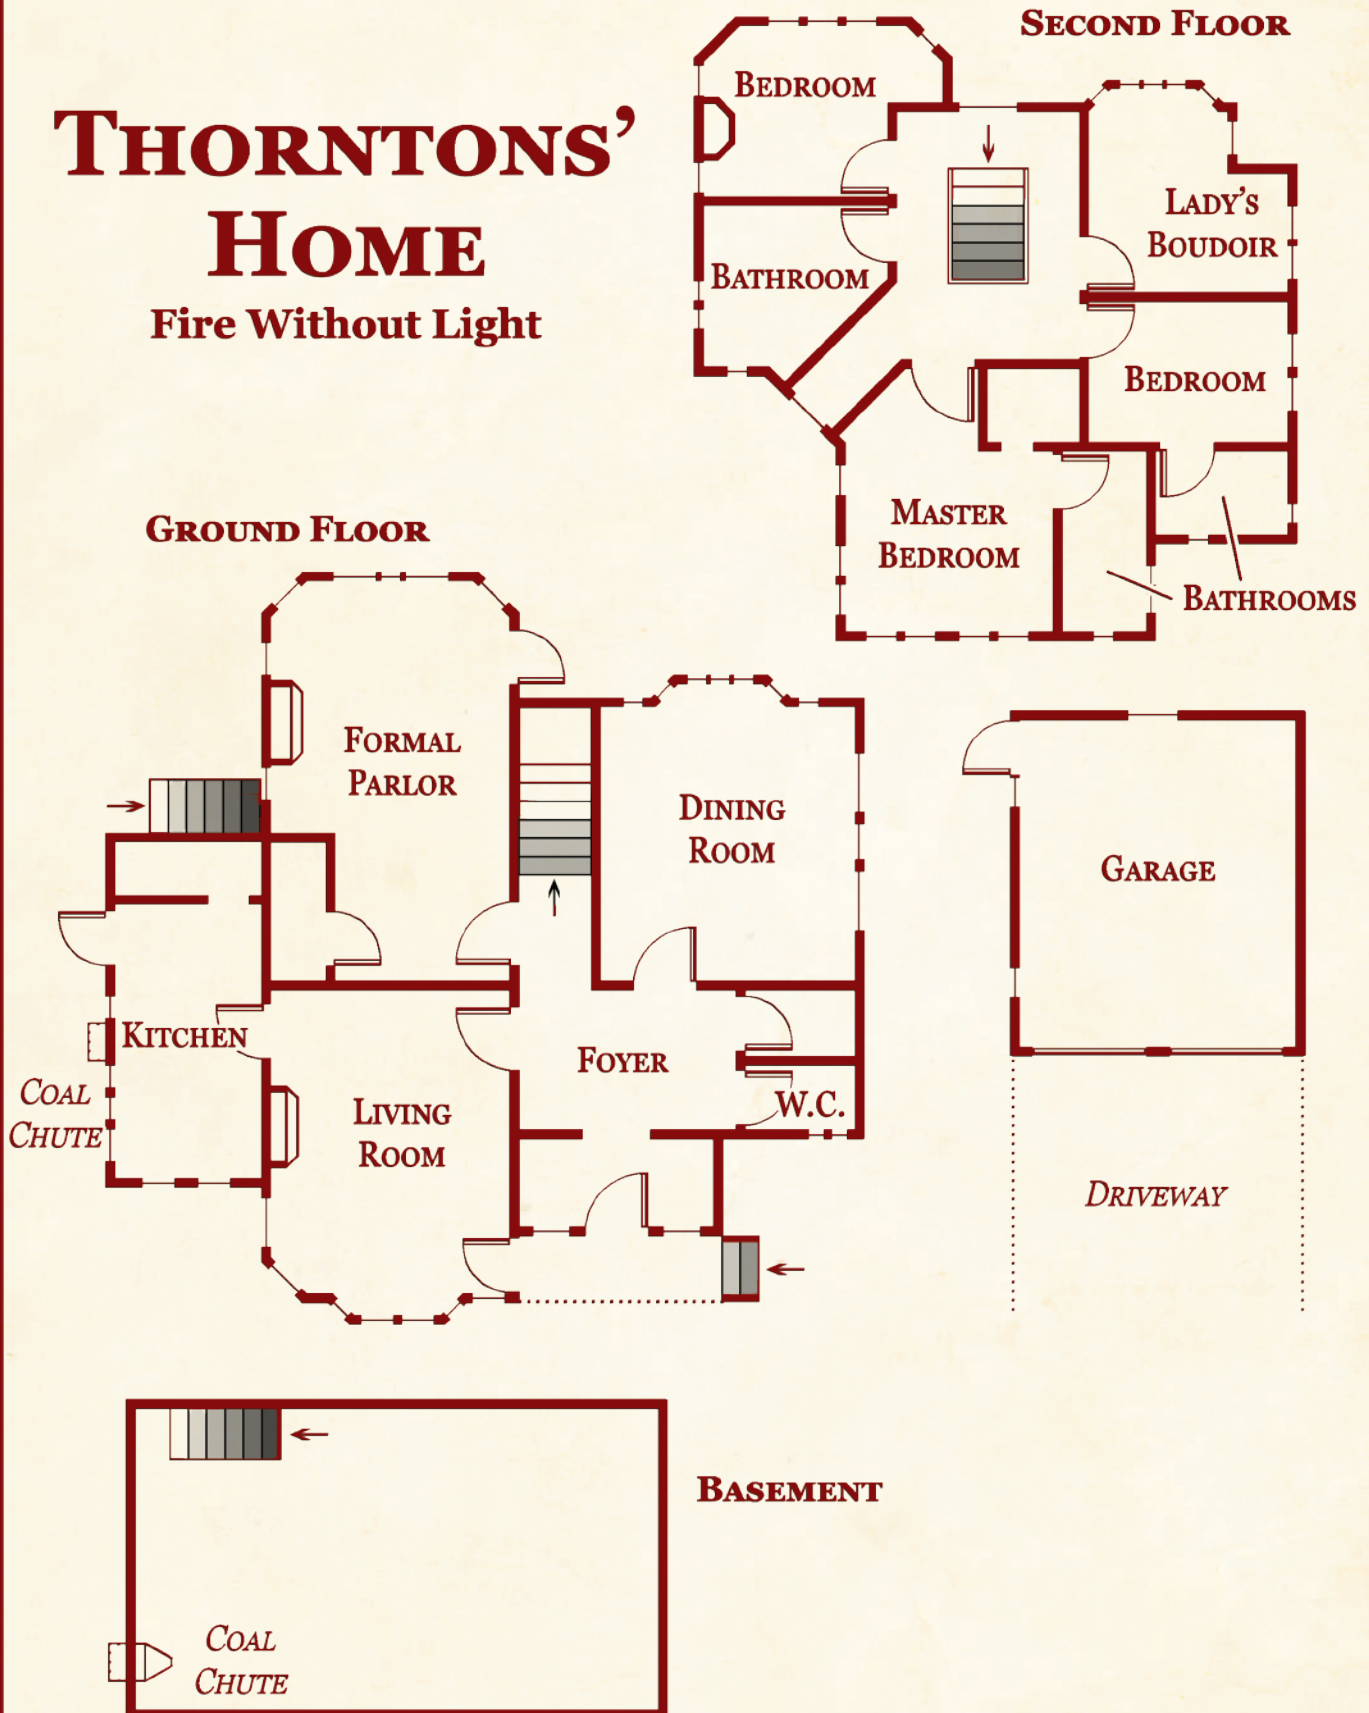 Second Floor
Thorntons’
Home
Fire Without Light
Bedroom
Lady’s
Boudoir
Bathroom
Bedroom
Master
Bedroom
Bathrooms
Ground Floor
Formal
Parlor
Dining
Room
Garage
Kitchen
Foyer
Coal
Chute
Living
Room
W.C.
Driveway
Basement
Coal
Chute